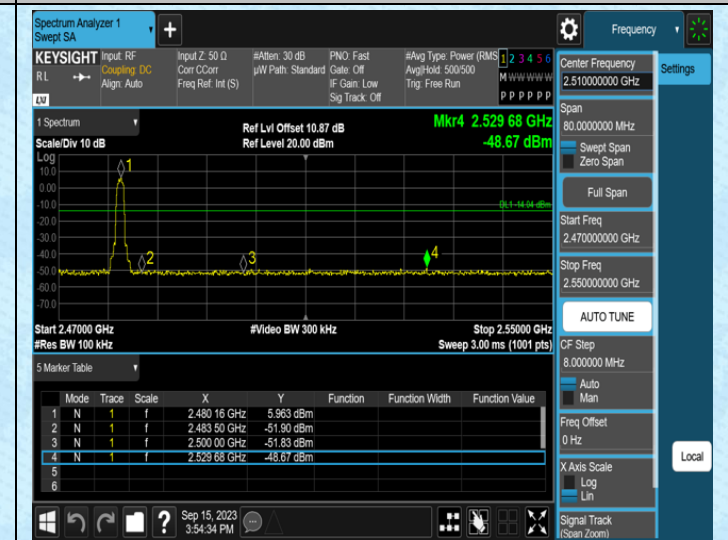 Spectrum Analyzer 1
Swept SA
+
Frequency
KEYSIGHT
RL
LXI
Input: RF
Coupling: DC
Align: Auto
Input Z: 50 Ω
Corr CCorr
Freq Ref: Int (S)
#Atten: 30 dB
µW Path: Standard
PNO: Fast
Gate: Off
IF Gain: Low
Sig Track: Off
#Avg Type: Power (RMS
Avg|Hold: 500/500
Trig: Free Run
1 2 3 4 5 6
M W W W W W
P P P P P P
Center Frequency
2.510000000 GHz
Settings
Span
80.0000000 MHz
Swept Span
Zero Span
Full Span
Start Freq
2.470000000 GHz
Stop Freq
2.550000000 GHz
AUTO TUNE
CF Step
8.000000 MHz
Auto
Man
Freq Offset
0 Hz
X Axis Scale
Log
Lin
Local
Signal Track
(Span Zoom)
1 Spectrum
Scale/Div 10 dB
Ref Lvl Offset 10.87 dB
Ref Level 20.00 dBm
Mkr4 2.529 68 GHz
-48.67 dBm
Log
10.0
0.00
-10.0
-20.0
-30.0
-40.0
-50.0
-60.0
-70.0
1
2
3
4
DL1 -14.04 dBm
Start 2.47000 GHz
#Video BW 300 kHz
Stop 2.55000 GHz
#Res BW 100 kHz
Sweep 3.00 ms (1001 pts)
5 Marker Table
Mode Trace Scale X Y Function Function Width Function Value
1 N 1 f 2.480 16 GHz 5.963 dBm
2 N 1 f 2.483 50 GHz -51.90 dBm
3 N 1 f 2.500 00 GHz -51.83 dBm
4 N 1 f 2.529 68 GHz -48.67 dBm
5
6
?
Sep 15, 2023
3:54:34 PM